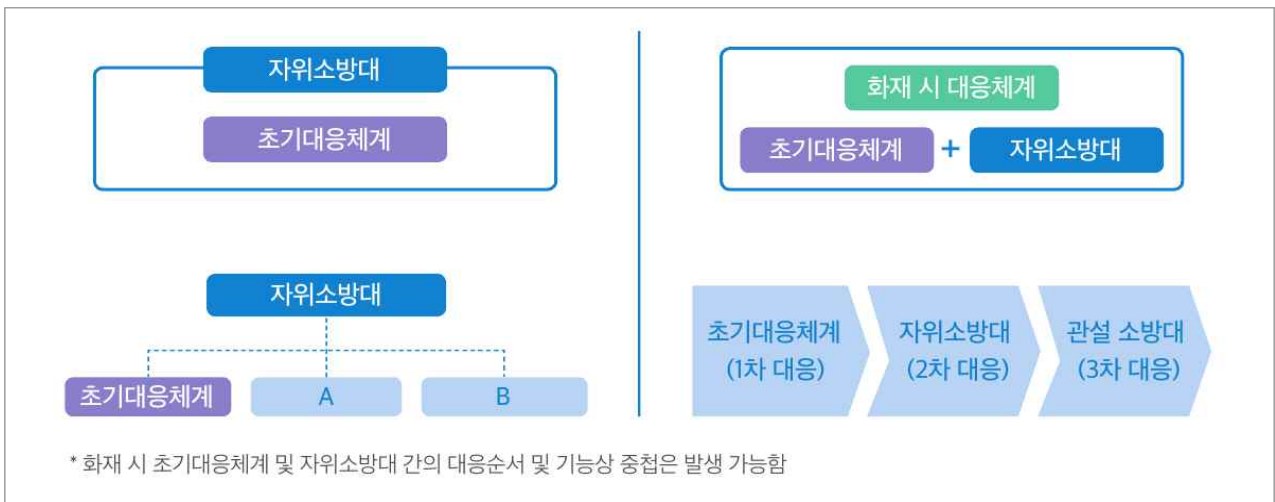 자위소방대
초기대응체계
자위소방대
초기대응체계
A
B
화재 시 대응체계
초기대응체계 + 자위소방대
초기대응체계
(1차 대응)
자위소방대
(2차 대응)
관설 소방대
(3차 대응)
* 화재 시 초기대응체계 및 자위소방대 간의 대응순서 및 기능상 중첩은 발생 가능함